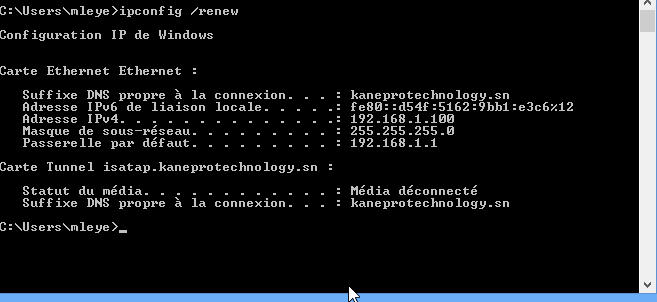 C:\Users\mleye>ipconfig /renew
Configuration IP de Windows
Carte Ethernet Ethernet :
Suffixe DNS propre à la connexion. . . : kaneprotechnology.sn
Adresse IPv6 de liaison locale. . . . .: fe80::d54f:5162:9bb1:e3c6%12
Adresse IPv4. . . . . . . . . . . . . .: 192.168.1.100
Masque de sous-réseau. . . . . . . . . : 255.255.255.0
Passerelle par défaut. . . . . . . . . : 192.168.1.1
Carte Tunnel isatap.kaneprotechnology.sn :
Statut du média. . . . . . . . . . . . : Média déconnecté
Suffixe DNS propre à la connexion. . . : kaneprotechnology.sn
C:\Users\mleye>_